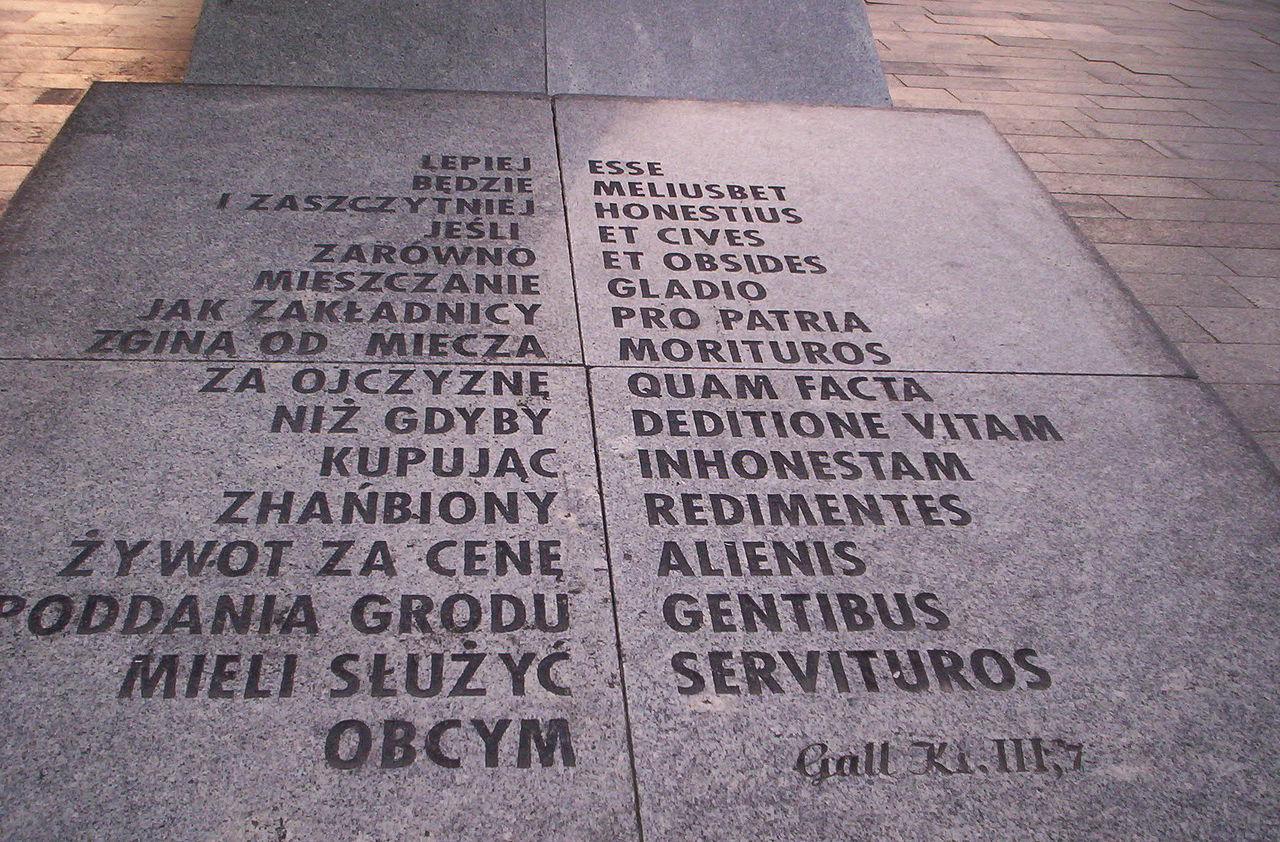 LEPIEJ
BĘDZIE
I ZASZCZYTNIEJ
JEŚLI
ZARÓWNO
MIESZCZANIE
JAK ZAKŁADNICY
ZGINĄ OD MIECZA
ZA OJCZYZNĘ
NIŻ GDYBY
KUPUJĄC
ZHAŃBIONY
ŻYWOT ZA CENĘ
PODDANIA GRODU
MIELI SŁUŻYĆ
OBCYM
ESSE
MELIUSBET
HONESTIUS
ET CIVES
ET OBSIDES
GLADIO
PRO PATRIA
MORITUROS
QUAM FACTA
DEDITIONE VITAM
INHONESTAM
REDIMENTES
ALIENIS
GENTIBUS
SERVITUROS
Gall Kr. III; 7